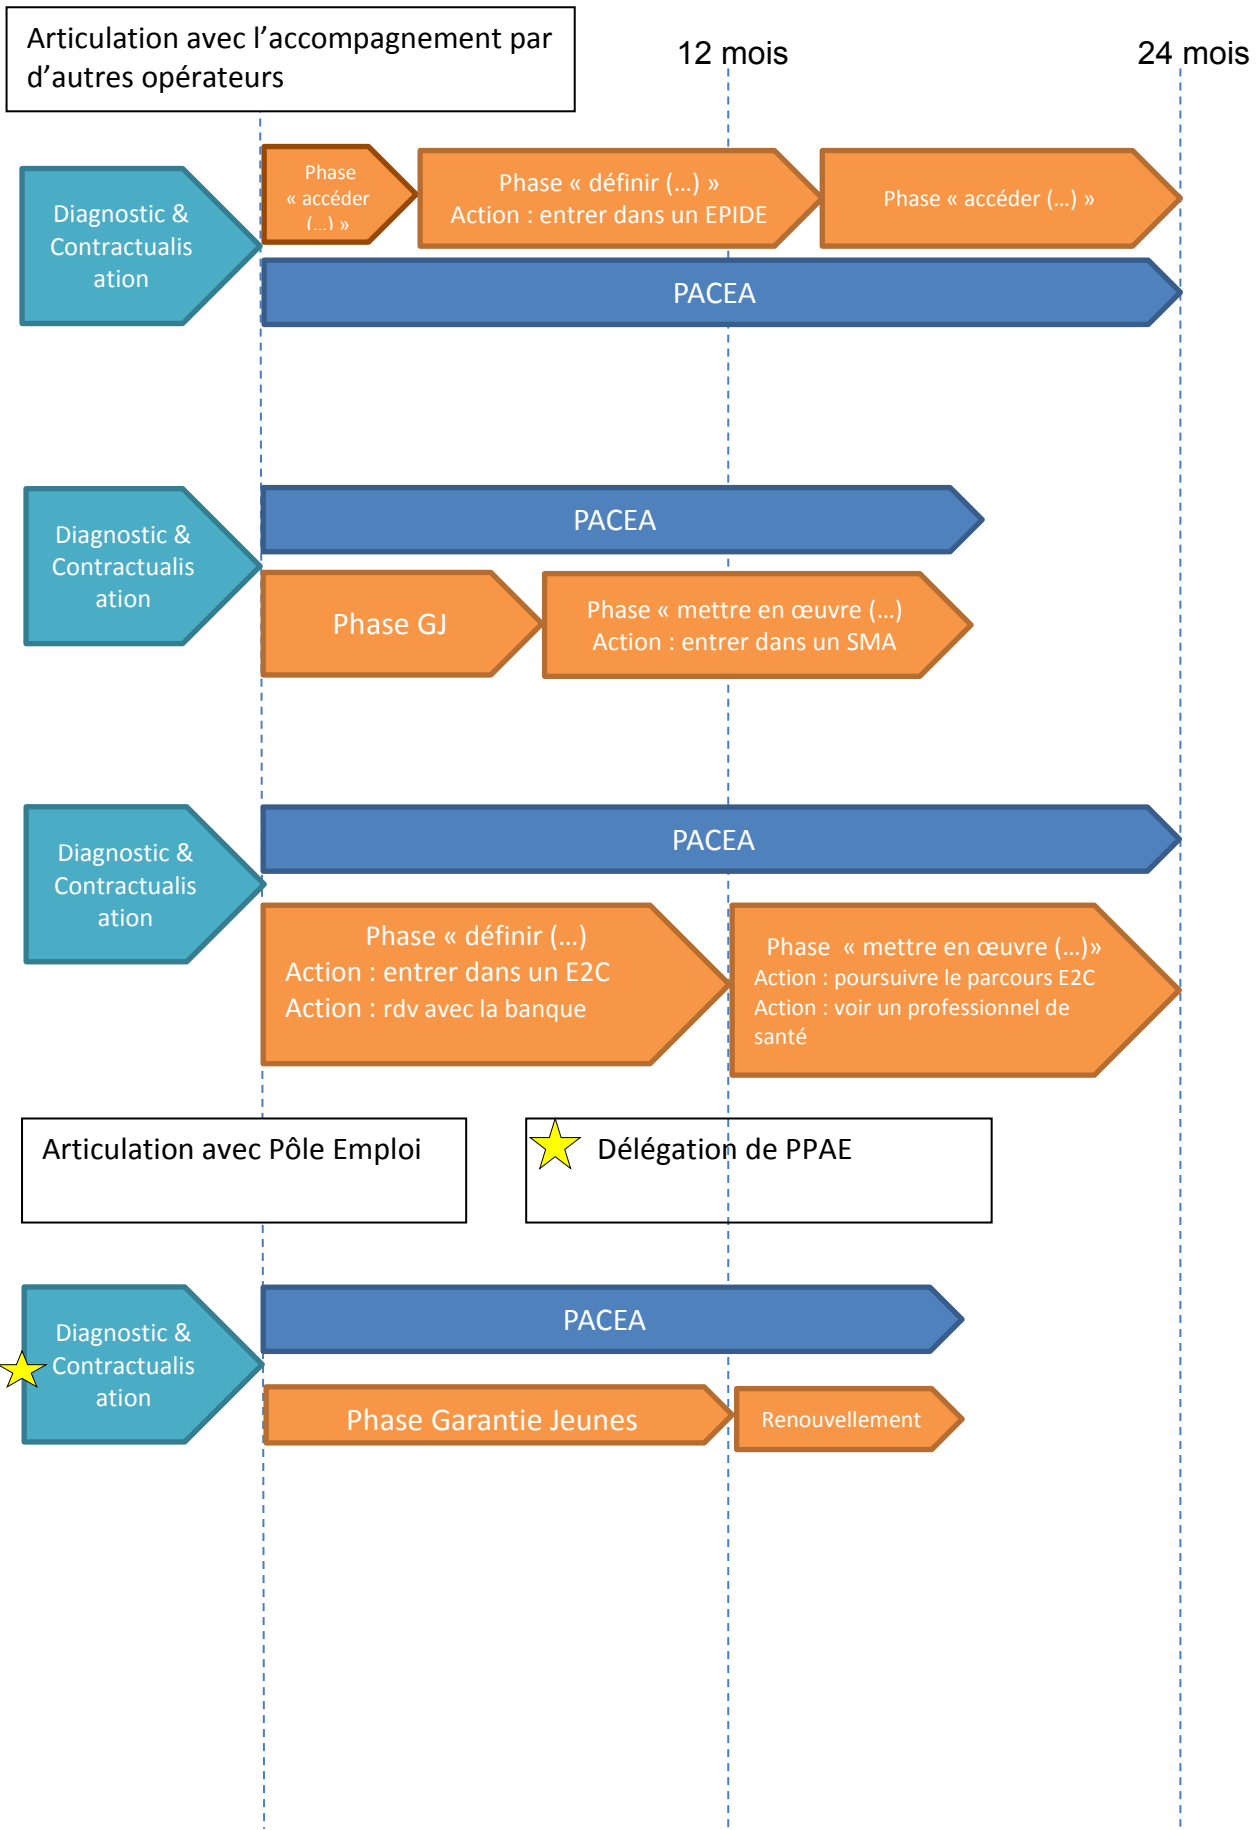 Articulation avec l’accompagnement par
d’autres opérateurs
12 mois
24 mois
Diagnostic &
Contractualis
ation
Phase
« accéder
(...) »
Phase « définir (...) »
Action : entrer dans un EPIDE
Phase « accéder (...) »
PACEA
Diagnostic &
Contractualis
ation
PACEA
Phase GJ
Phase « mettre en œuvre (...)
Action : entrer dans un SMA
Diagnostic &
Contractualis
ation
PACEA
Phase « définir (...)
Action : entrer dans un E2C
Action : rdv avec la banque
Phase  « mettre en œuvre (...)»
Action : poursuivre le parcours E2C
Action : voir un professionnel de
santé
Articulation avec Pôle Emploi
Délégation de PPAE
Diagnostic &
Contractualis
ation
PACEA
Phase Garantie Jeunes
Renouvellement